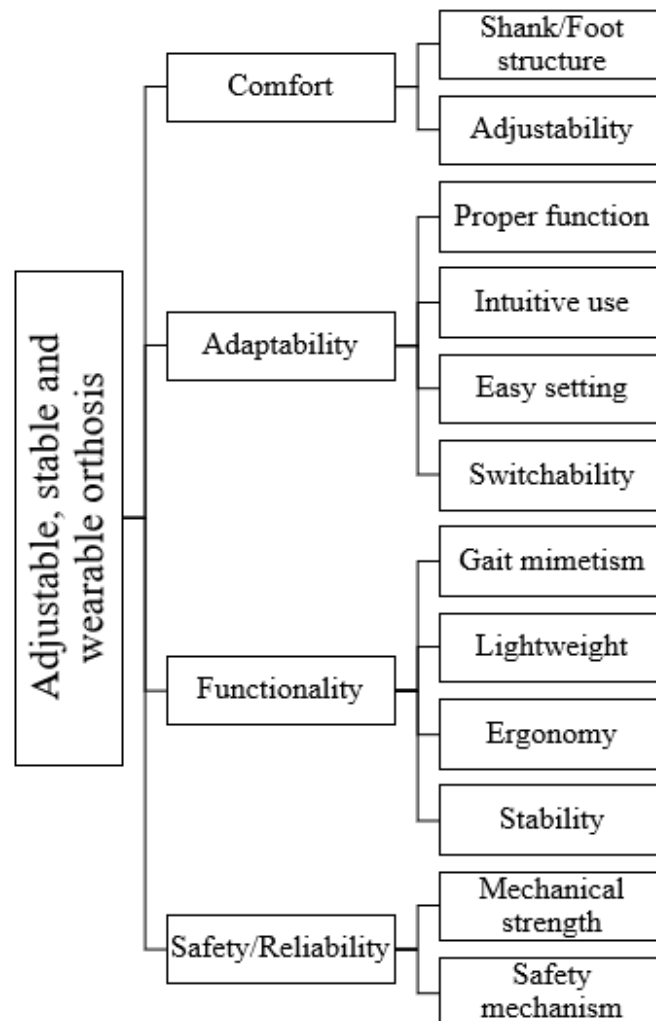 Adjustable, stable and
wearable orthosis
Comfort
Shank/Foot
structure
Adjustability
Adaptability
Proper function
Intuitive use
Easy setting
Switchability
Functionality
Gait mimetism
Lightweight
Ergonomy
Stability
Safety/Reliability
Mechanical
strength
Safety
mechanism